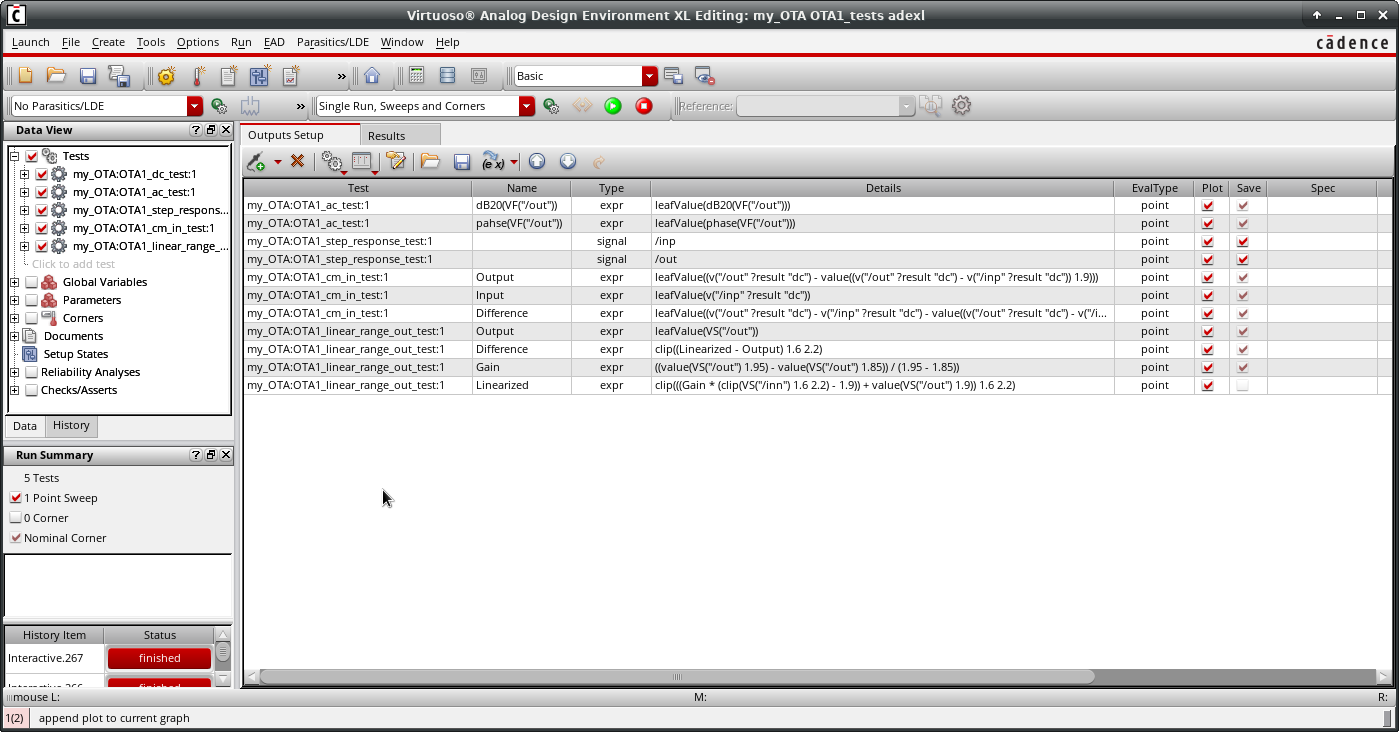 Virtuoso® Analog Design Environment XL Editing: my_OTA OTA1_tests adexl
Launch File Create Tools Options Run EAD Parasitics/LDE Window Help cādence
» Basic
No Parasitics/LDE » Single Run, Sweeps and Corners Reference:
Data View
Tests
my_OTA:OTA1_dc_test:1
my_OTA:OTA1_ac_test:1
my_OTA:OTA1_step_respons...
my_OTA:OTA1_cm_in_test:1
my_OTA:OTA1_linear_range_...
Click to add test
Global Variables
Parameters
Corners
Documents
Setup States
Reliability Analyses
Checks/Asserts
Data History
Run Summary
5 Tests
1 Point Sweep
0 Corner
Nominal Corner
History Item Status
Interactive.267 finished
Interactive.266 finished
Outputs Setup Results
(e x)
Test Name Type Details EvalType Plot Save Spec
my_OTA:OTA1_ac_test:1 dB20(VF("/out")) expr leafValue(dB20(VF("/out"))) point
my_OTA:OTA1_ac_test:1 pahse(VF("/out")) expr leafValue(phase(VF("/out"))) point
my_OTA:OTA1_step_response_test:1 signal /inp point
my_OTA:OTA1_step_response_test:1 signal /out point
my_OTA:OTA1_cm_in_test:1 Output expr leafValue((v("/out" ?result "dc") - value((v("/out" ?result "dc") - v("/inp" ?result "dc")) 1.9))) point
my_OTA:OTA1_cm_in_test:1 Input expr leafValue(v("/inp" ?result "dc")) point
my_OTA:OTA1_cm_in_test:1 Difference expr leafValue((v("/out" ?result "dc") - v("/inp" ?result "dc") - value((v("/out" ?result "dc") - v("/i... point
my_OTA:OTA1_linear_range_out_test:1 Output expr leafValue(VS("/out")) point
my_OTA:OTA1_linear_range_out_test:1 Difference expr clip((Linearized - Output) 1.6 2.2) point
my_OTA:OTA1_linear_range_out_test:1 Gain expr ((value(VS("/out") 1.95) - value(VS("/out") 1.85)) / (1.95 - 1.85)) point
my_OTA:OTA1_linear_range_out_test:1 Linearized expr clip(((Gain * (clip(VS("/inn") 1.6 2.2) - 1.9)) + value(VS("/out") 1.9)) 1.6 2.2) point
mouse L: M: R:
1(2) append plot to current graph